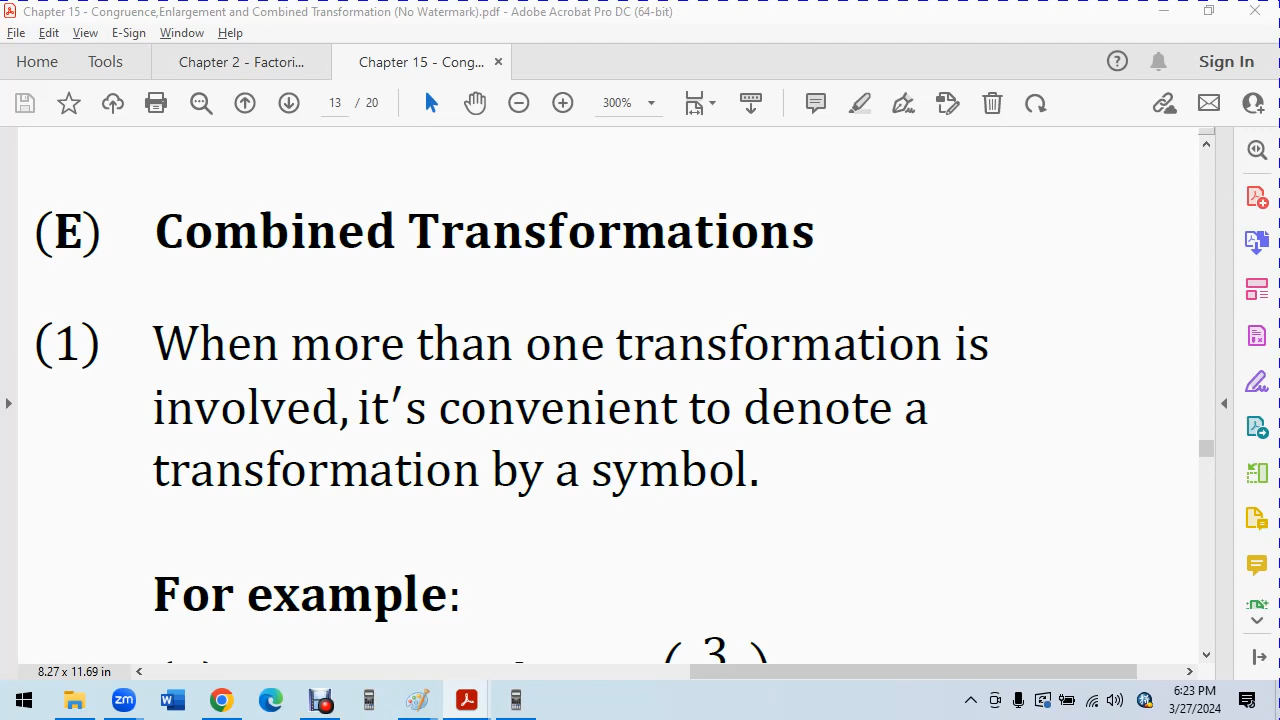 Chapter 15 - Congruence,Enlargement and Combined Transformation (No Watermark).pdf - Adobe Acrobat Pro DC (64-bit)
File Edit View E-Sign Window Help
Home Tools Chapter 2 - Factori... Chapter 15 - Cong... × Sign In
13 / 20 300%
(E) Combined Transformations
(1) When more than one transformation is
involved, it's convenient to denote a
transformation by a symbol.
For example:
( 3 )
8.27 x 11.69 in
zm W 6:23 PM
3/27/2024